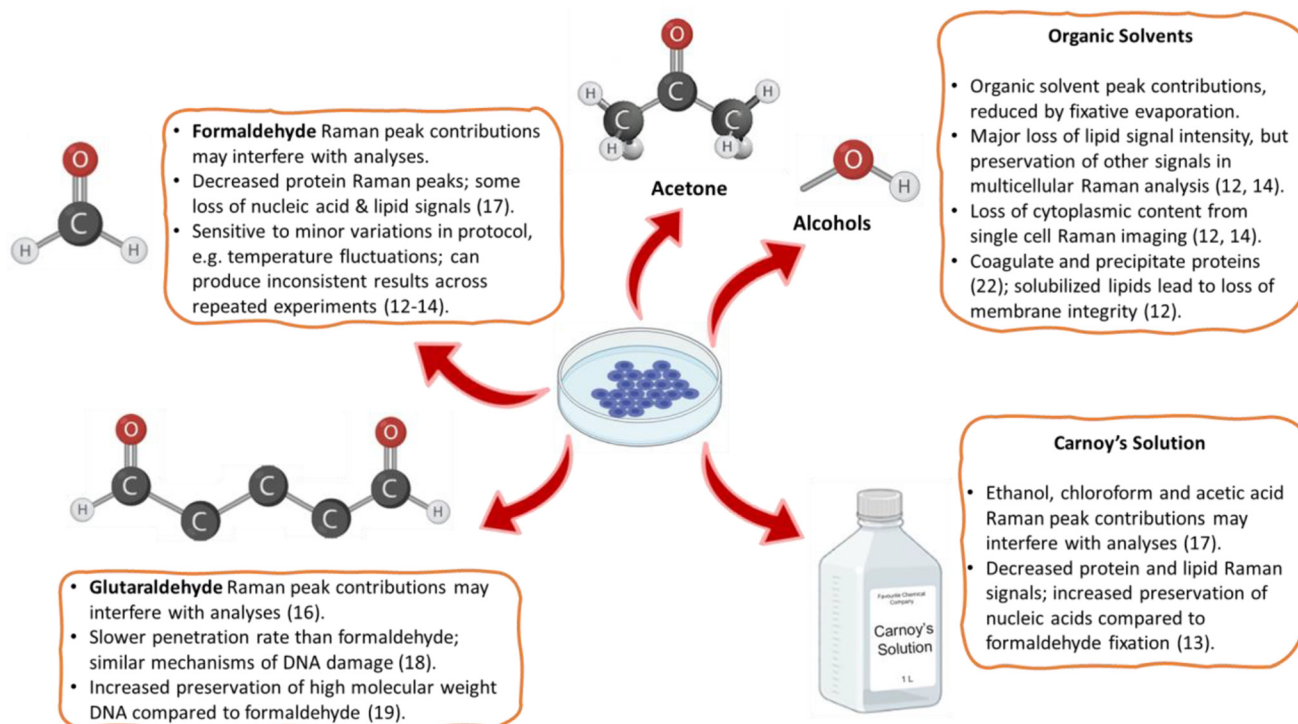 O
C
H
H
• Formaldehyde Raman peak contributions
may interfere with analyses.
• Decreased protein Raman peaks; some
loss of nucleic acid & lipid signals (17).
• Sensitive to minor variations in protocol,
e.g. temperature fluctuations; can
produce inconsistent results across
repeated experiments (12-14).
O
H
C
C
C
H
H
H
Acetone
O
H
Alcohols
Organic Solvents
• Organic solvent peak contributions,
reduced by fixative evaporation.
• Major loss of lipid signal intensity, but
preservation of other signals in
multicellular Raman analysis (12, 14).
• Loss of cytoplasmic content from
single cell Raman imaging (12, 14).
• Coagulate and precipitate proteins
(22); solubilized lipids lead to loss of
membrane integrity (12).
O
O
C
C
C
H
C
C
H
• Glutaraldehyde Raman peak contributions may
interfere with analyses (16).
• Slower penetration rate than formaldehyde;
similar mechanisms of DNA damage (18).
• Increased preservation of high molecular weight
DNA compared to formaldehyde (19).
Favourite Chemical
Company
Carnoy's
Solution
1 L
Carnoy's Solution
• Ethanol, chloroform and acetic acid
Raman peak contributions may
interfere with analyses (17).
• Decreased protein and lipid Raman
signals; increased preservation of
nucleic acids compared to
formaldehyde fixation (13).